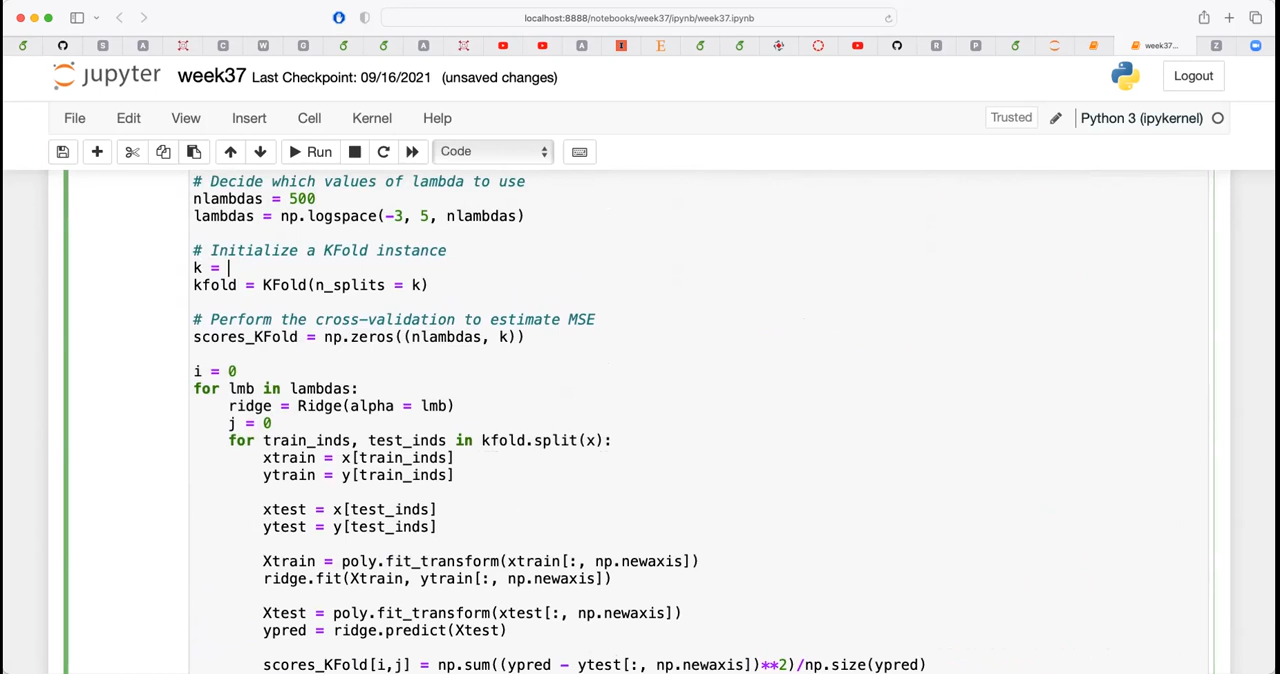 localhost:8888/notebooks/week37/ipynb/week37.ipynb
S A C W G A A I E R P week37... Z
jupyter week37 Last Checkpoint: 09/16/2021 (unsaved changes) Logout
File Edit View Insert Cell Kernel Help Trusted Python 3 (ipykernel)
Run Code
# Decide which values of lambda to use
nlambdas = 500
lambdas = np.logspace(-3, 5, nlambdas)
# Initialize a KFold instance
k =
kfold = KFold(n_splits = k)
# Perform the cross-validation to estimate MSE
scores_KFold = np.zeros((nlambdas, k))
i = 0
for lmb in lambdas:
    ridge = Ridge(alpha = lmb)
    j = 0
    for train_inds, test_inds in kfold.split(x):
        xtrain = x[train_inds]
        ytrain = y[train_inds]
        xtest = x[test_inds]
        ytest = y[test_inds]
        Xtrain = poly.fit_transform(xtrain[:, np.newaxis])
        ridge.fit(Xtrain, ytrain[:, np.newaxis])
        Xtest = poly.fit_transform(xtest[:, np.newaxis])
        ypred = ridge.predict(Xtest)
        scores_KFold[i,j] = np.sum((ypred - ytest[:, np.newaxis])**2)/np.size(ypred)